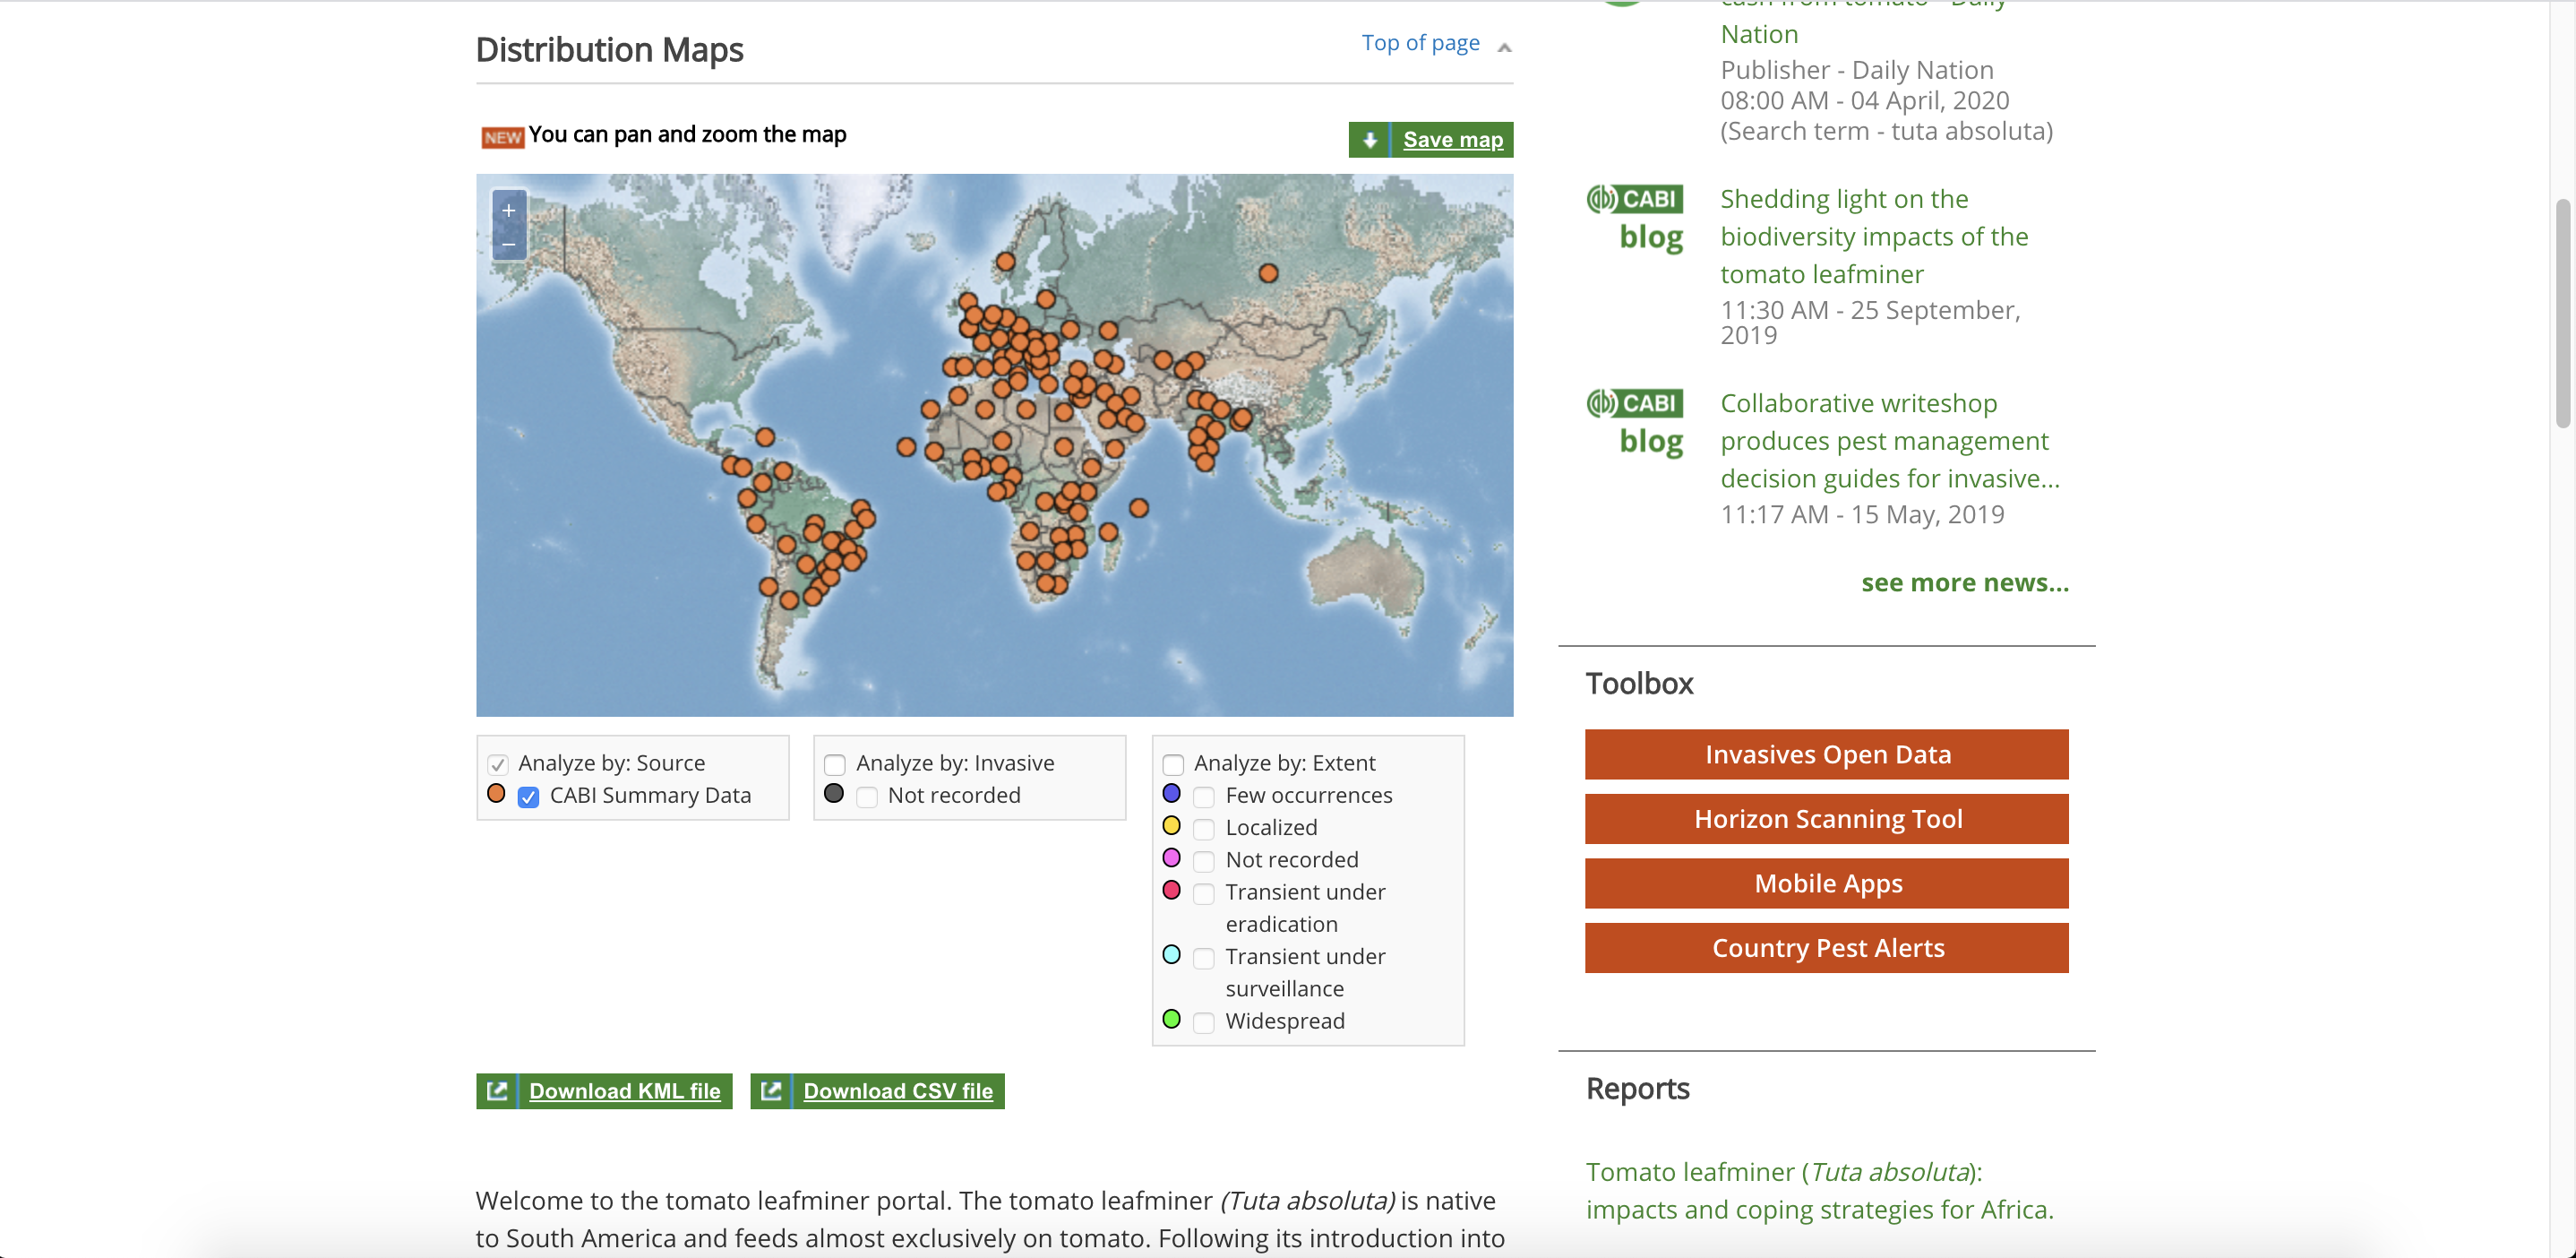 Distribution Maps
Top of page
NEW You can pan and zoom the map
Save map
+
−
Analyze by: Source
CABI Summary Data
Analyze by: Invasive
Not recorded
Analyze by: Extent
Few occurrences
Localized
Not recorded
Transient under
eradication
Transient under
surveillance
Widespread
Download KML file
Download CSV file
Welcome to the tomato leafminer portal. The tomato leafminer (Tuta absoluta) is native
to South America and feeds almost exclusively on tomato. Following its introduction into
cash from tomato - Daily
Nation
Publisher - Daily Nation
08:00 AM - 04 April, 2020
(Search term - tuta absoluta)
CABI
blog
Shedding light on the
biodiversity impacts of the
tomato leafminer
11:30 AM - 25 September,
2019
CABI
blog
Collaborative writeshop
produces pest management
decision guides for invasive...
11:17 AM - 15 May, 2019
see more news...
Toolbox
Invasives Open Data
Horizon Scanning Tool
Mobile Apps
Country Pest Alerts
Reports
Tomato leafminer (Tuta absoluta):
impacts and coping strategies for Africa.